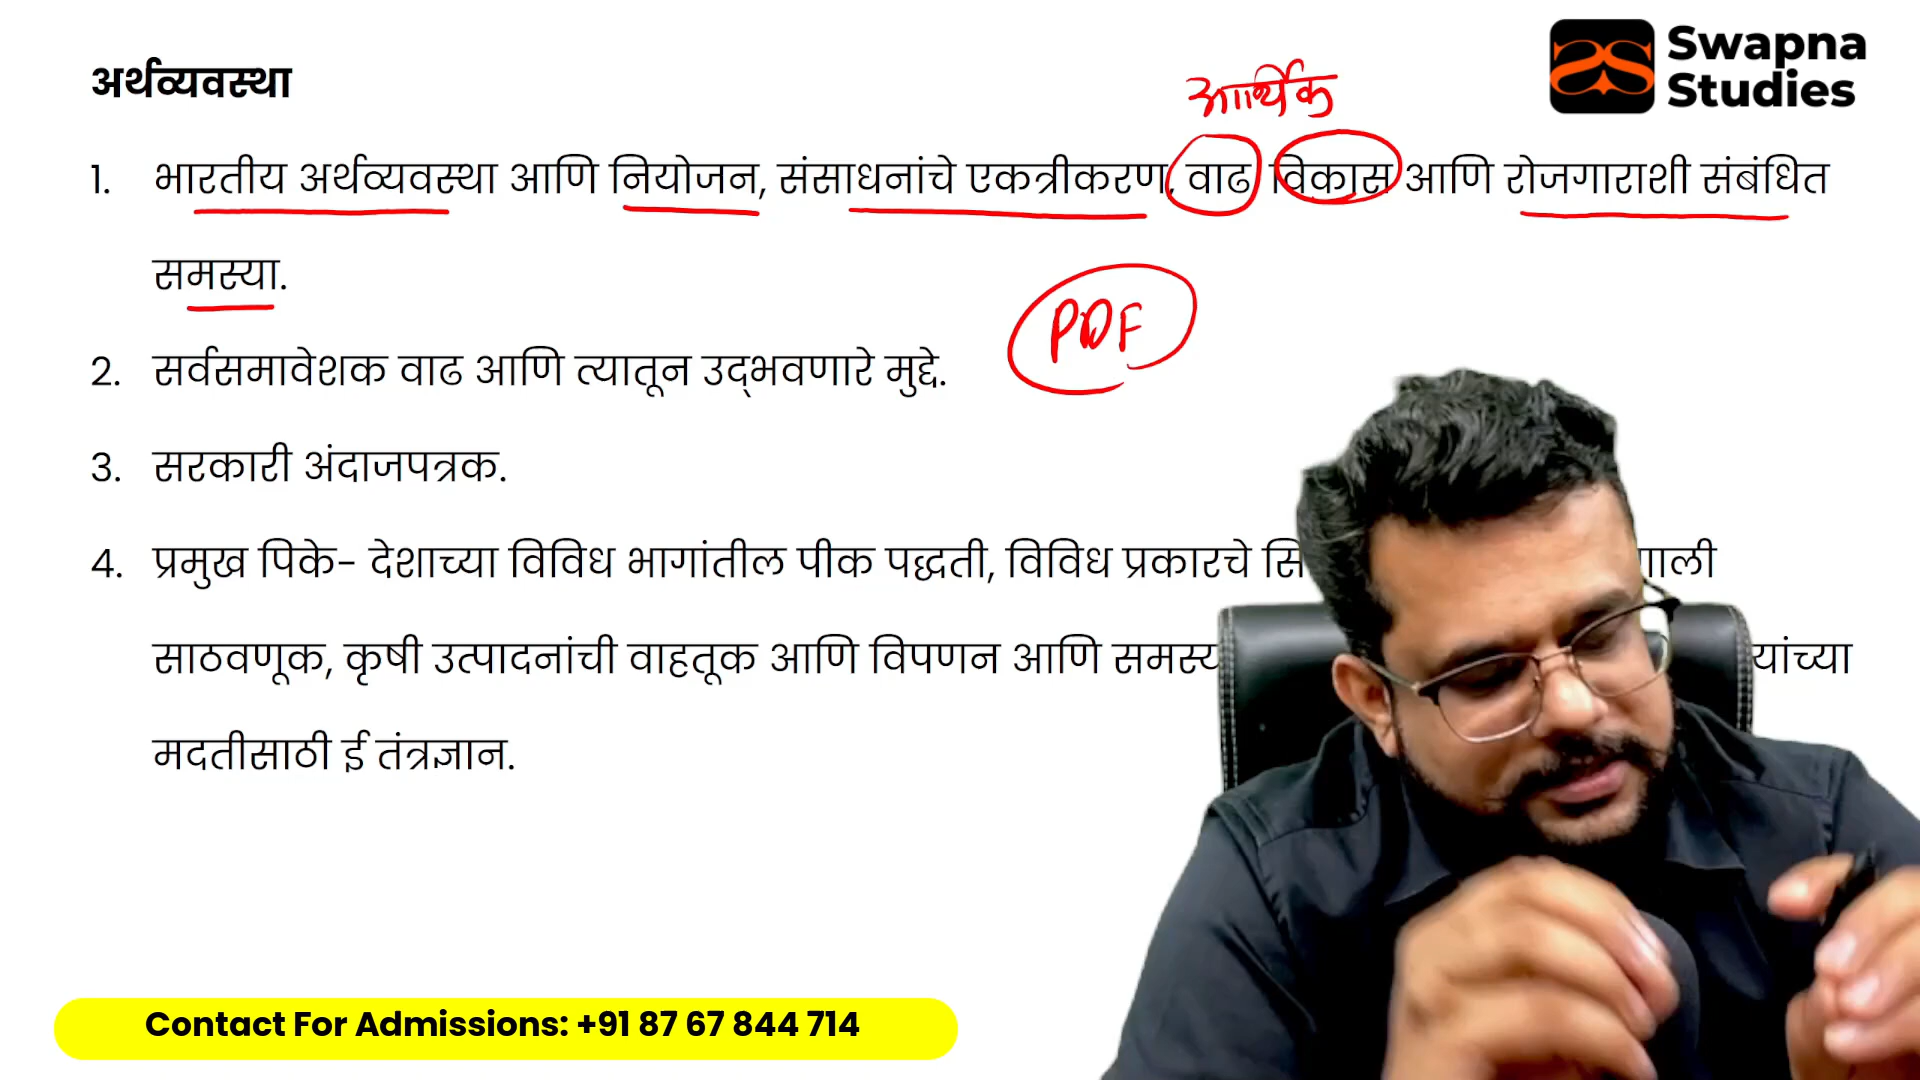 अर्थव्यवस्था
Swapna
Studies
आर्थिक
1. भारतीय अर्थव्यवस्था आणि नियोजन, संसाधनांचे एकत्रीकरण, वाढ विकास आणि रोजगाराशी संबंधित
समस्या.
PDF
2. सर्वसमावेशक वाढ आणि त्यातून उद्भवणारे मुद्दे.
3. सरकारी अंदाजपत्रक.
4. प्रमुख पिके- देशाच्या विविध भागांतील पीक पद्धती, विविध प्रकारचे
साठवणूक, कृषी उत्पादनांची वाहतूक आणि विपणन आणि
मदतीसाठी ई तंत्रज्ञान.
Contact For Admissions: +91 87 67 844 714